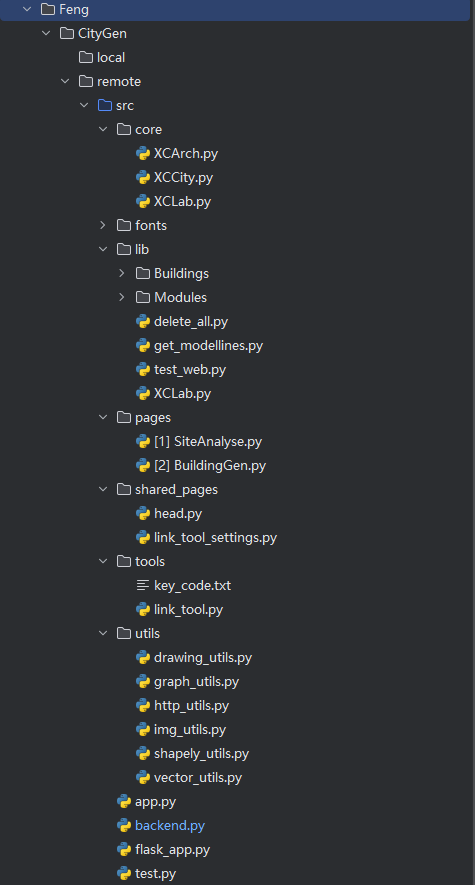 Feng
CityGen
local
remote
src
core
XCArch.py
XCCity.py
XCLab.py
fonts
lib
Buildings
Modules
delete_all.py
get_modellines.py
test_web.py
XCLab.py
pages
[1] SiteAnalyse.py
[2] BuildingGen.py
shared_pages
head.py
link_tool_settings.py
tools
key_code.txt
link_tool.py
utils
drawing_utils.py
graph_utils.py
http_utils.py
img_utils.py
shapely_utils.py
vector_utils.py
app.py
backend.py
flask_app.py
test.py